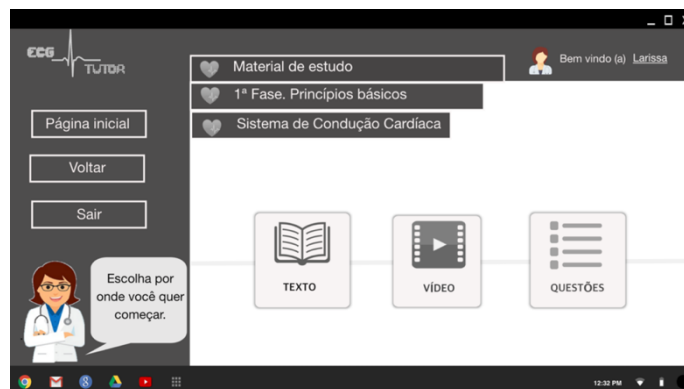 ECG
TUTOR
Material de estudo
Bem vindo (a) Larissa
1ª Fase. Princípios básicos
Sistema de Condução Cardíaca
Página inicial
Voltar
Sair
Escolha por
onde você quer
começar.
TEXTO
VÍDEO
QUESTÕES
12:32 PM